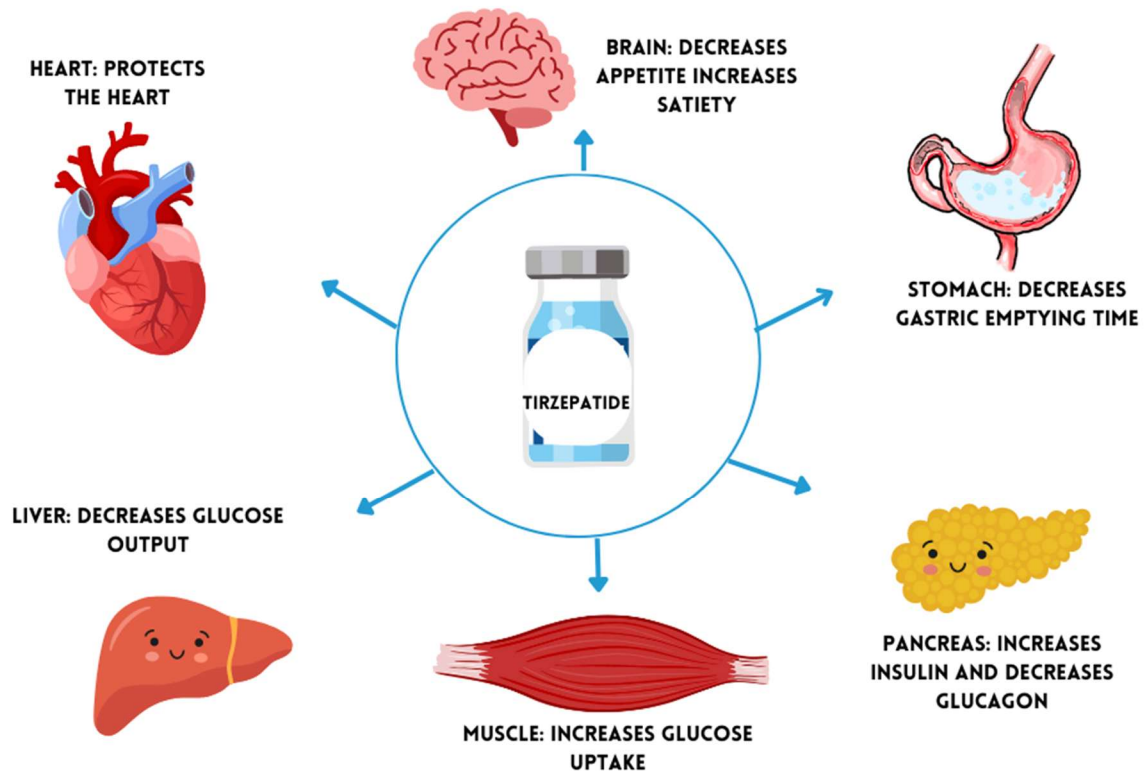 HEART: PROTECTS
THE HEART
BRAIN: DECREASES
APPETITE INCREASES
SATIETY
STOMACH: DECREASES
GASTRIC EMPTYING TIME
TIRZEPATIDE
LIVER: DECREASES GLUCOSE
OUTPUT
PANCREAS: INCREASES
INSULIN AND DECREASES
GLUCAGON
MUSCLE: INCREASES GLUCOSE
UPTAKE